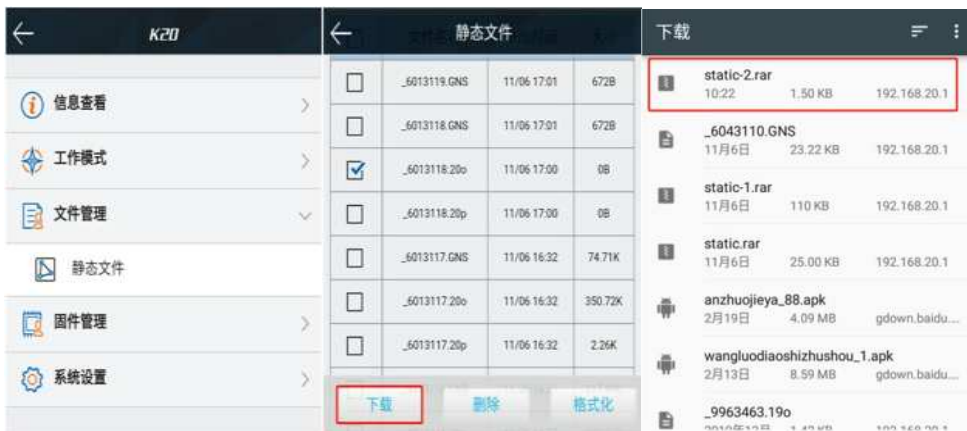 K20
信息查看
工作模式
文件管理
静态文件
固件管理
系统设置
静态文件
_6013119.GNS 11/06 17:01 672B
_6013118.GNS 11/06 17:01 672B
_6013118.20o 11/06 17:00 0B
_6013118.20p 11/06 17:00 0B
_6013117.GNS 11/06 16:32 74.71K
_6013117.20o 11/06 16:32 350.72K
_6013117.20p 11/06 16:32 2.26K
下载 删除 格式化
下载
static-2.rar
10:22 1.50 KB 192.168.20.1
_6043110.GNS
11月6日 23.22 KB 192.168.20.1
static-1.rar
11月6日 110 KB 192.168.20.1
static.rar
11月6日 25.00 KB 192.168.20.1
anzhuojieya_88.apk
2月19日 4.09 MB gdown.baidu....
wangluodiaoshizhushou_1.apk
2月13日 8.59 MB gdown.baidu....
_9963463.19o